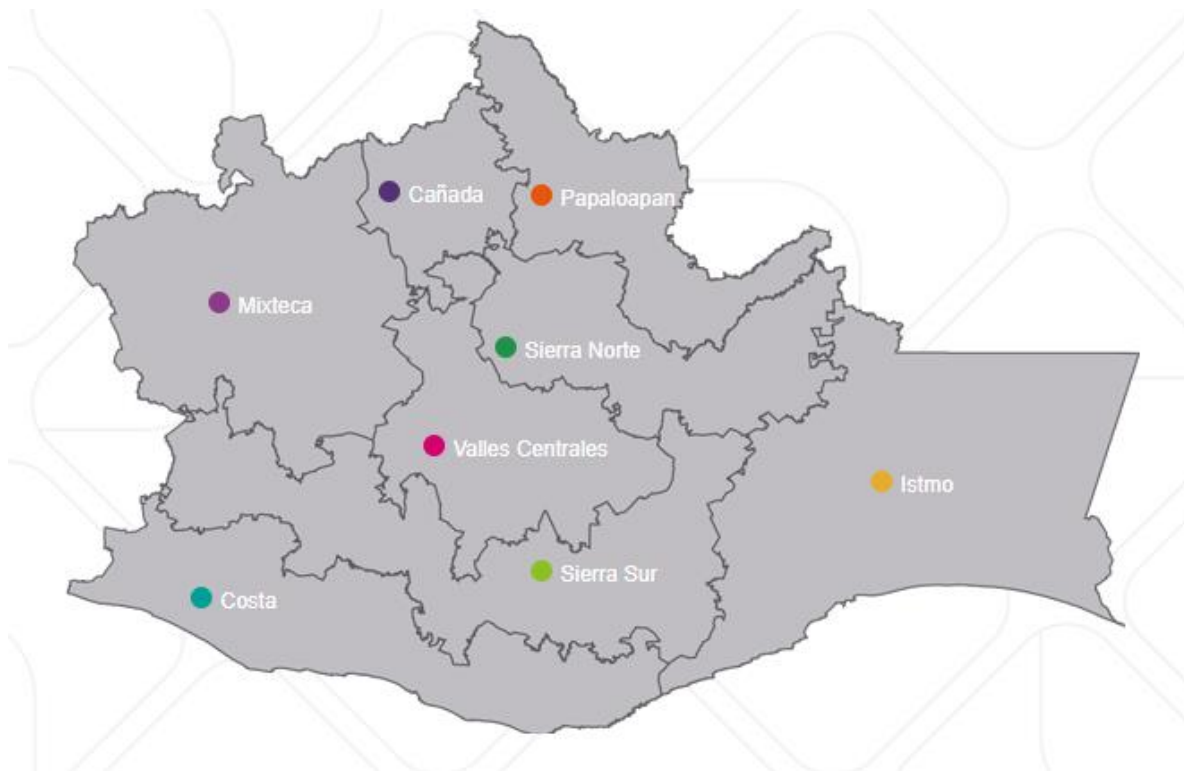 Cañada
Papaloapan
Mixteca
Sierra Norte
Valles Centrales
Istmo
Sierra Sur
Costa